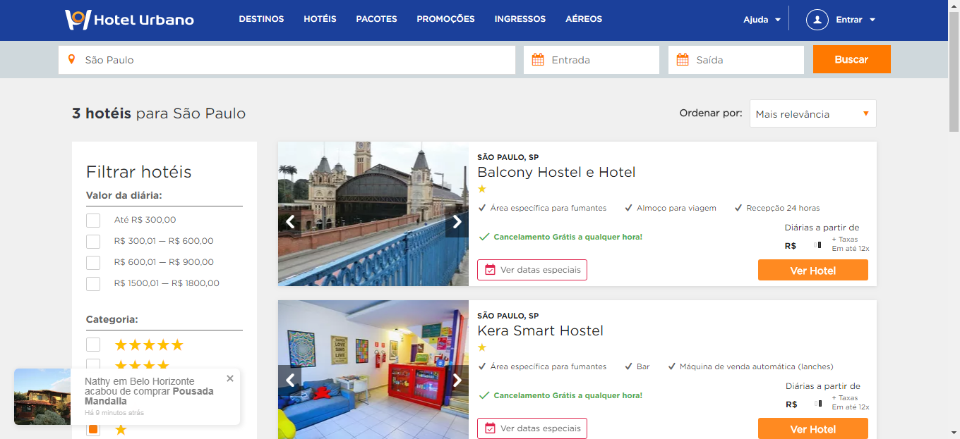 Hotel Urbano
DESTINOS HOTÉIS PACOTES PROMOÇÕES INGRESSOS AÉREOS
Ajuda Entrar
São Paulo
Entrada
Saída
Buscar
3 hotéis para São Paulo
Ordenar por: Mais relevância
Filtrar hotéis
Valor da diária:
Até R$ 300,00
R$ 300,01 — R$ 600,00
R$ 600,01 — R$ 900,00
R$ 1500,01 — R$ 1800,00
Categoria:
Nathy em Belo Horizonte
acabou de comprar Pousada
Mandalla
Há 9 minutos atrás
SÃO PAULO, SP
Balcony Hostel e Hotel
Área específica para fumantes Almoço para viagem Recepção 24 horas
Cancelamento Grátis a qualquer hora!
Diárias a partir de
R$ + Taxas
Em até 12x
Ver datas especiais
Ver Hotel
SÃO PAULO, SP
Kera Smart Hostel
Área específica para fumantes Bar Máquina de venda automática (lanches)
Cancelamento Grátis a qualquer hora!
Diárias a partir de
R$ + Taxas
Em até 12x
Ver datas especiais
Ver Hotel